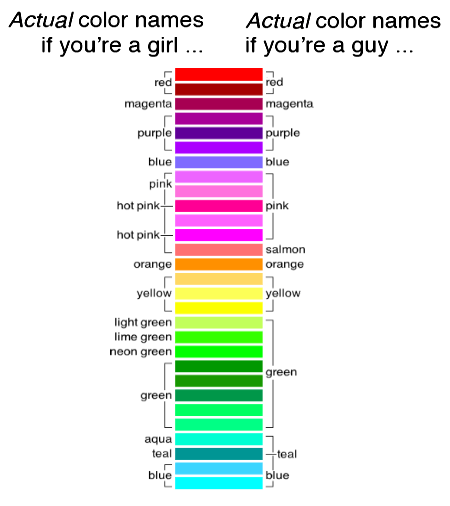 Actual color names
if you're a girl ...
Actual color names
if you're a guy ...
red
red
magenta
magenta
purple
purple
blue
blue
pink
hot pink
pink
hot pink
salmon
orange
orange
yellow
yellow
light green
lime green
neon green
green
green
aqua
teal
teal
blue
blue